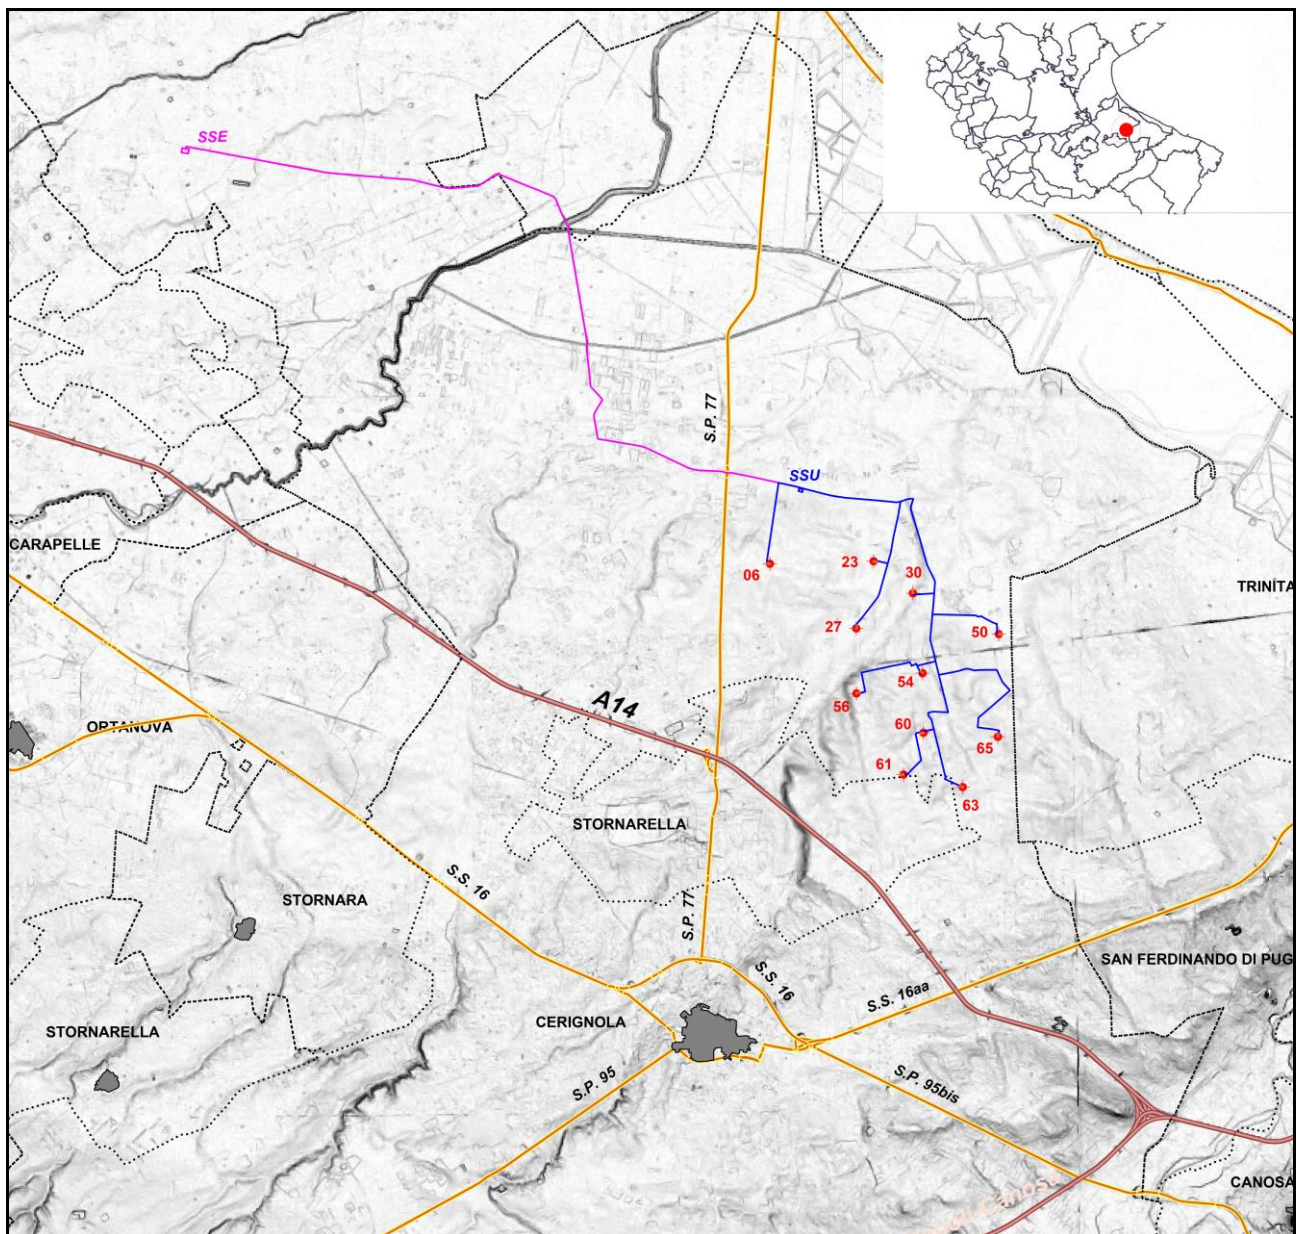 SSE
S.P. 77
SSU
CARAPELLE
06
23
30
TRINITA
27
50
54
56
A14
ORTANOVA
60
65
61
63
STORNARELLA
S.S. 16
STORNARA
S.P. 77
SAN FERDINANDO DI PUG
S.S. 16
S.S. 16aa
CERIGNOLA
STORNARELLA
S.P. 95
S.P. 95bis
CANOSA